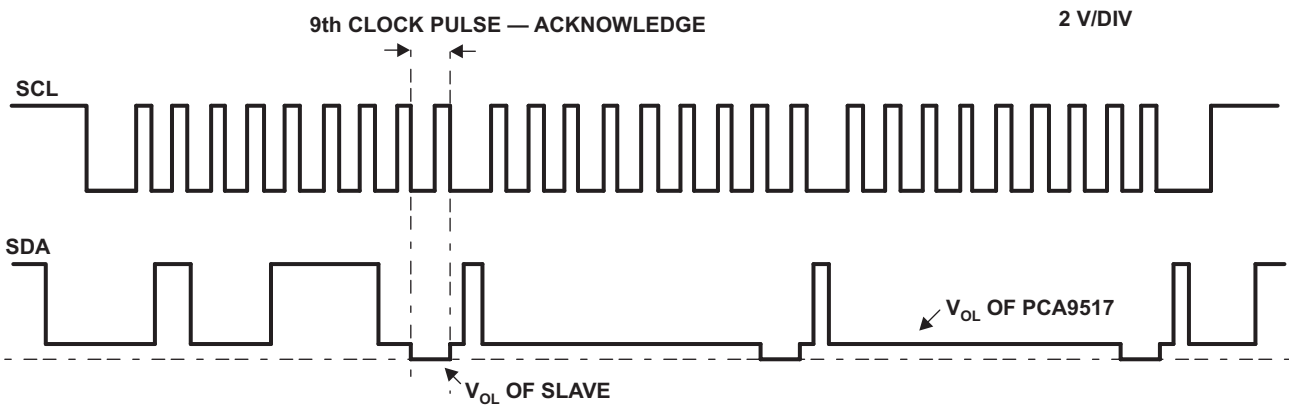 9th CLOCK PULSE — ACKNOWLEDGE
2 V/DIV
SCL
SDA
VOL OF PCA9517
VOL OF SLAVE